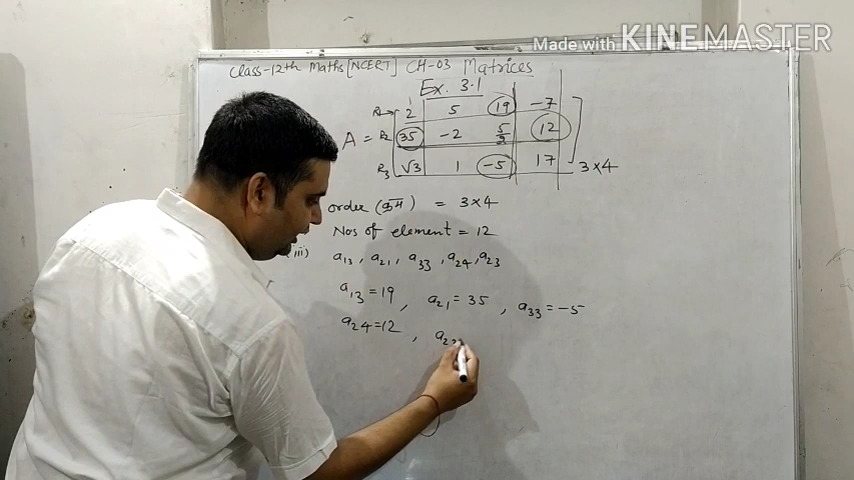 Made with KINEMASTER
Class-12th Maths [NCERT] CH-03 Matrices
Ex. 3.1
R1 → 2 5 19 -7
A = R2 35 -2 5/2 12
R3 √3 1 -5 17 3×4
order (क्रम) = 3×4
Nos of element = 12
(iii) a13, a21, a33, a24, a23
a13 = 19, a21 = 35, a33 = -5
a24 = 12, a23